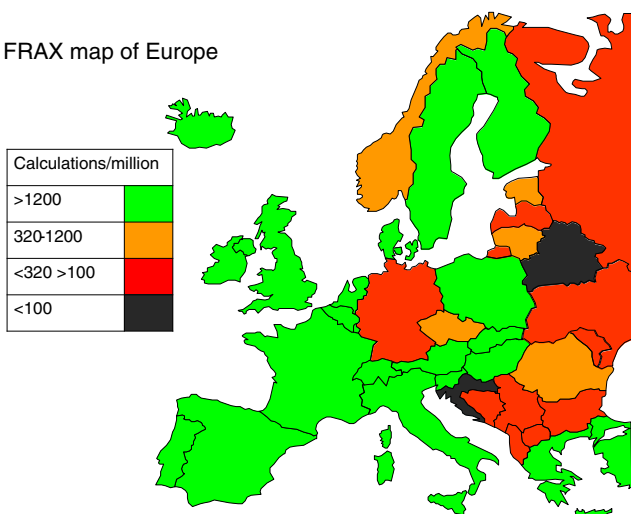 FRAX map of Europe
Calculations/million
>1200
320-1200
<320 >100
<100